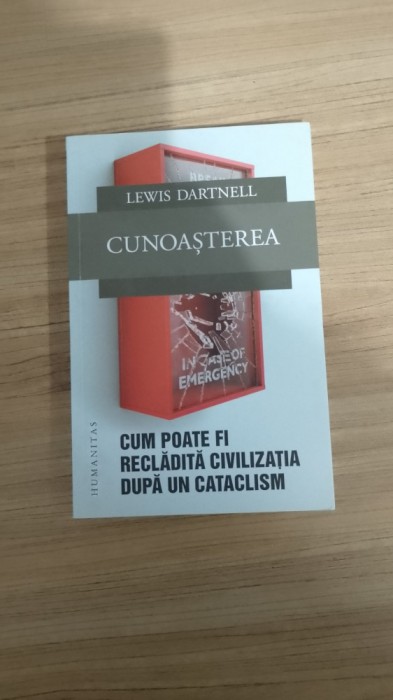 LEWIS DARTNELL
CUNOAȘTEREA
IN CASE OF
EMERGENCY
HUMANITAS
CUM POATE FI
RECLĂDITĂ CIVILIZAȚIA
DUPĂ UN CATACLISM